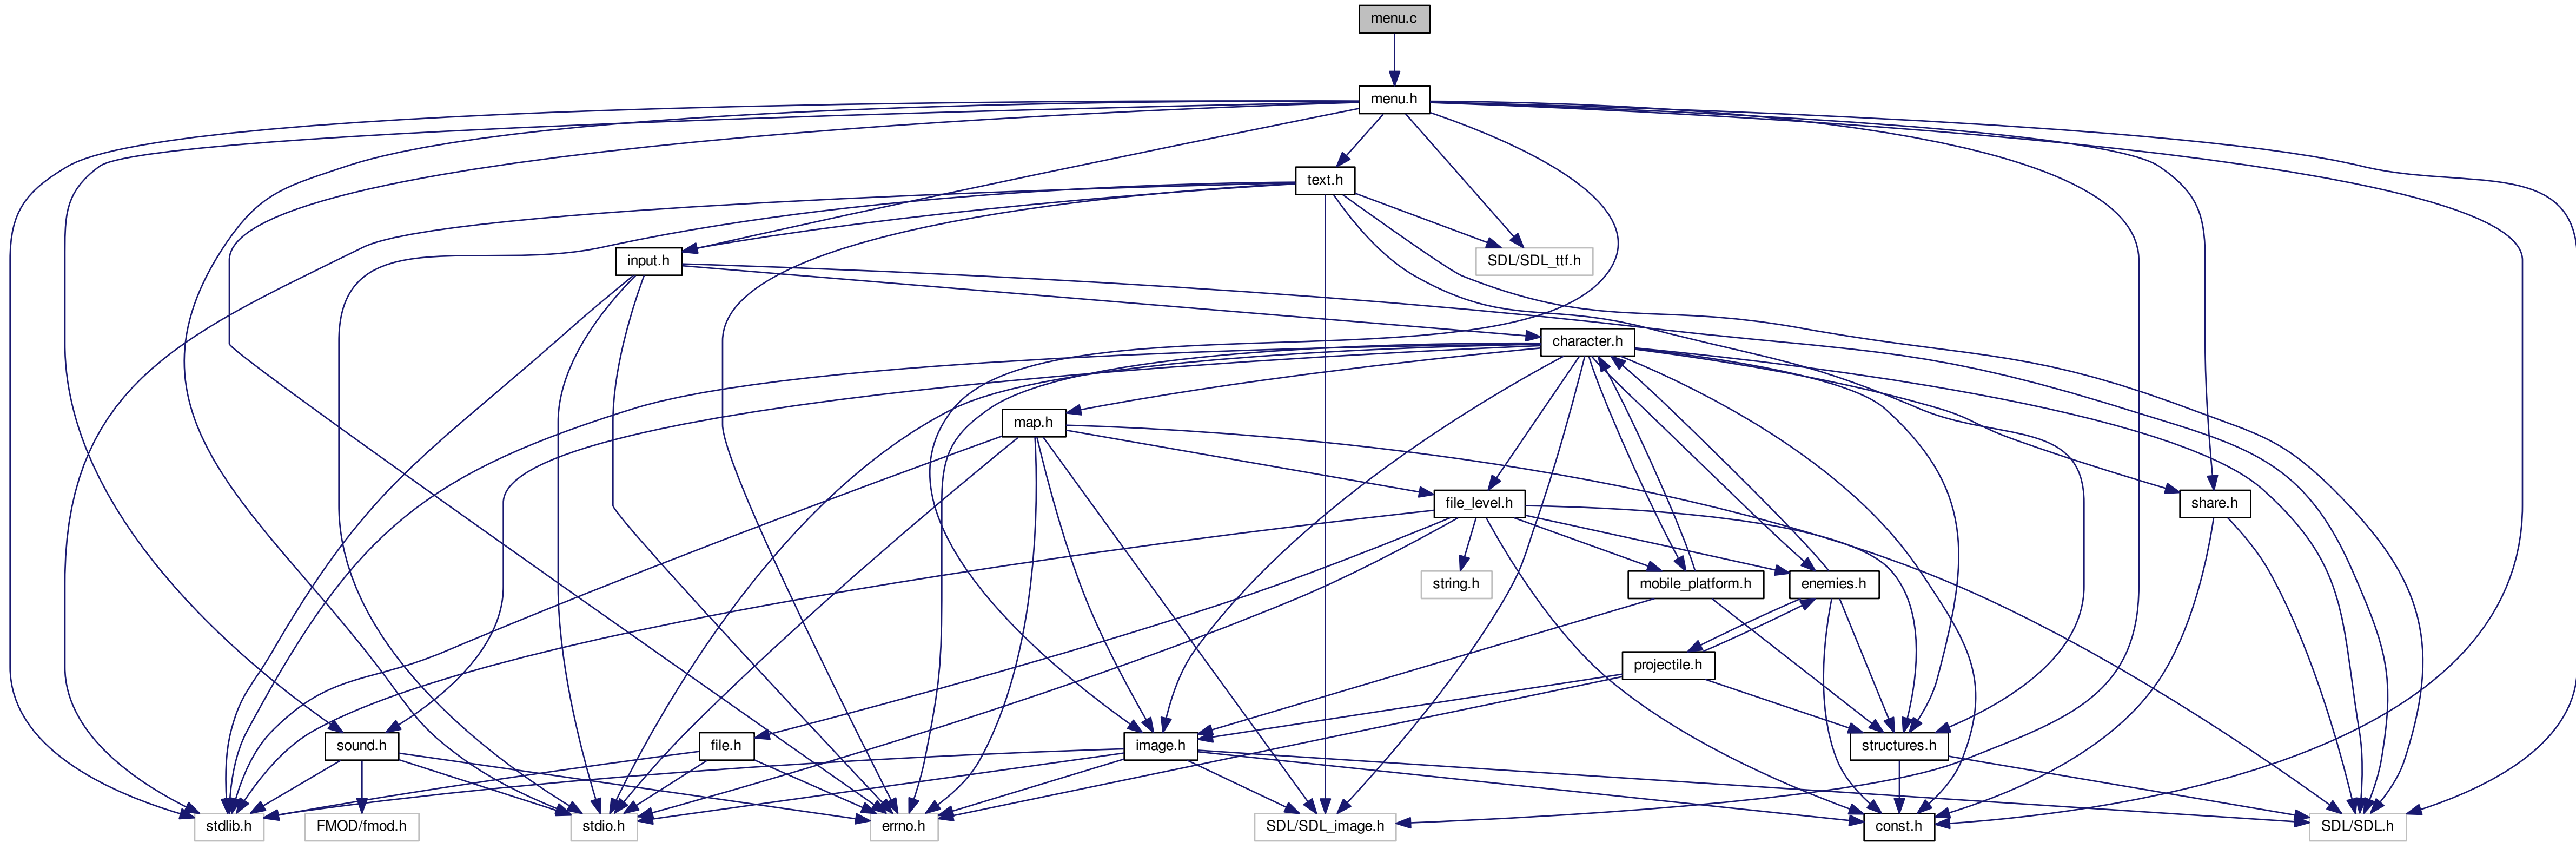 menu.c
menu.h
text.h
input.h
SDL/SDL_ttf.h
character.h
map.h
file_level.h
share.h
string.h
mobile_platform.h
enemies.h
projectile.h
sound.h
file.h
image.h
structures.h
stdlib.h
FMOD/fmod.h
stdio.h
errno.h
SDL/SDL_image.h
const.h
SDL/SDL.h